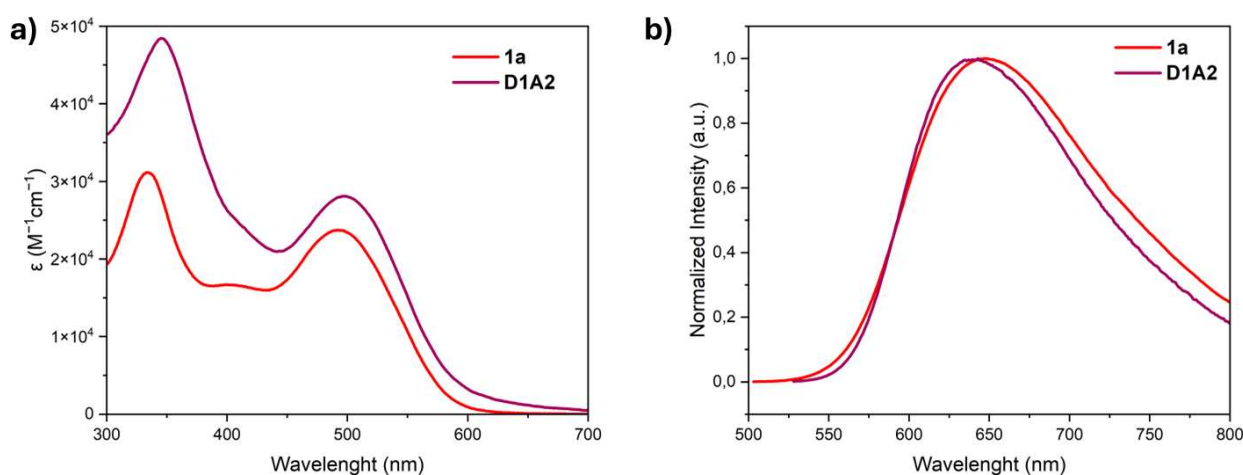 a)
5×10⁴
4×10⁴
3×10⁴
2×10⁴
1×10⁴
0
ε (M⁻¹cm⁻¹)
300
400
500
600
700
Wavelenght (nm)
1a
D1A2
b)
1,0
0,8
0,6
0,4
0,2
0,0
Normalized Intensity (a.u.)
500
550
600
650
700
750
800
Wavelenght (nm)
1a
D1A2